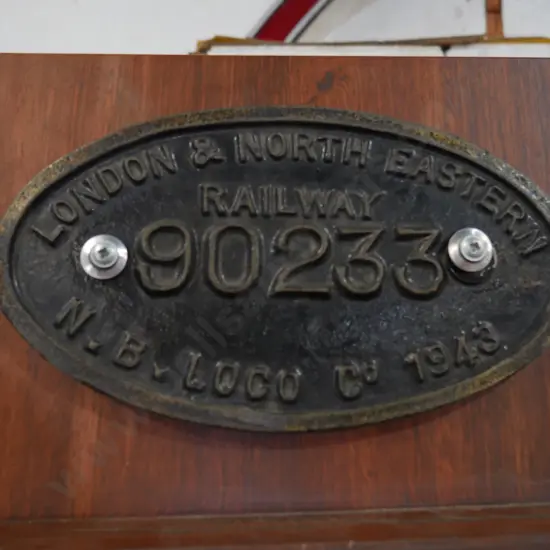 LONDON & NORTH EASTERN
RAILWAY
90233
N.B. LOCO Cº 1943